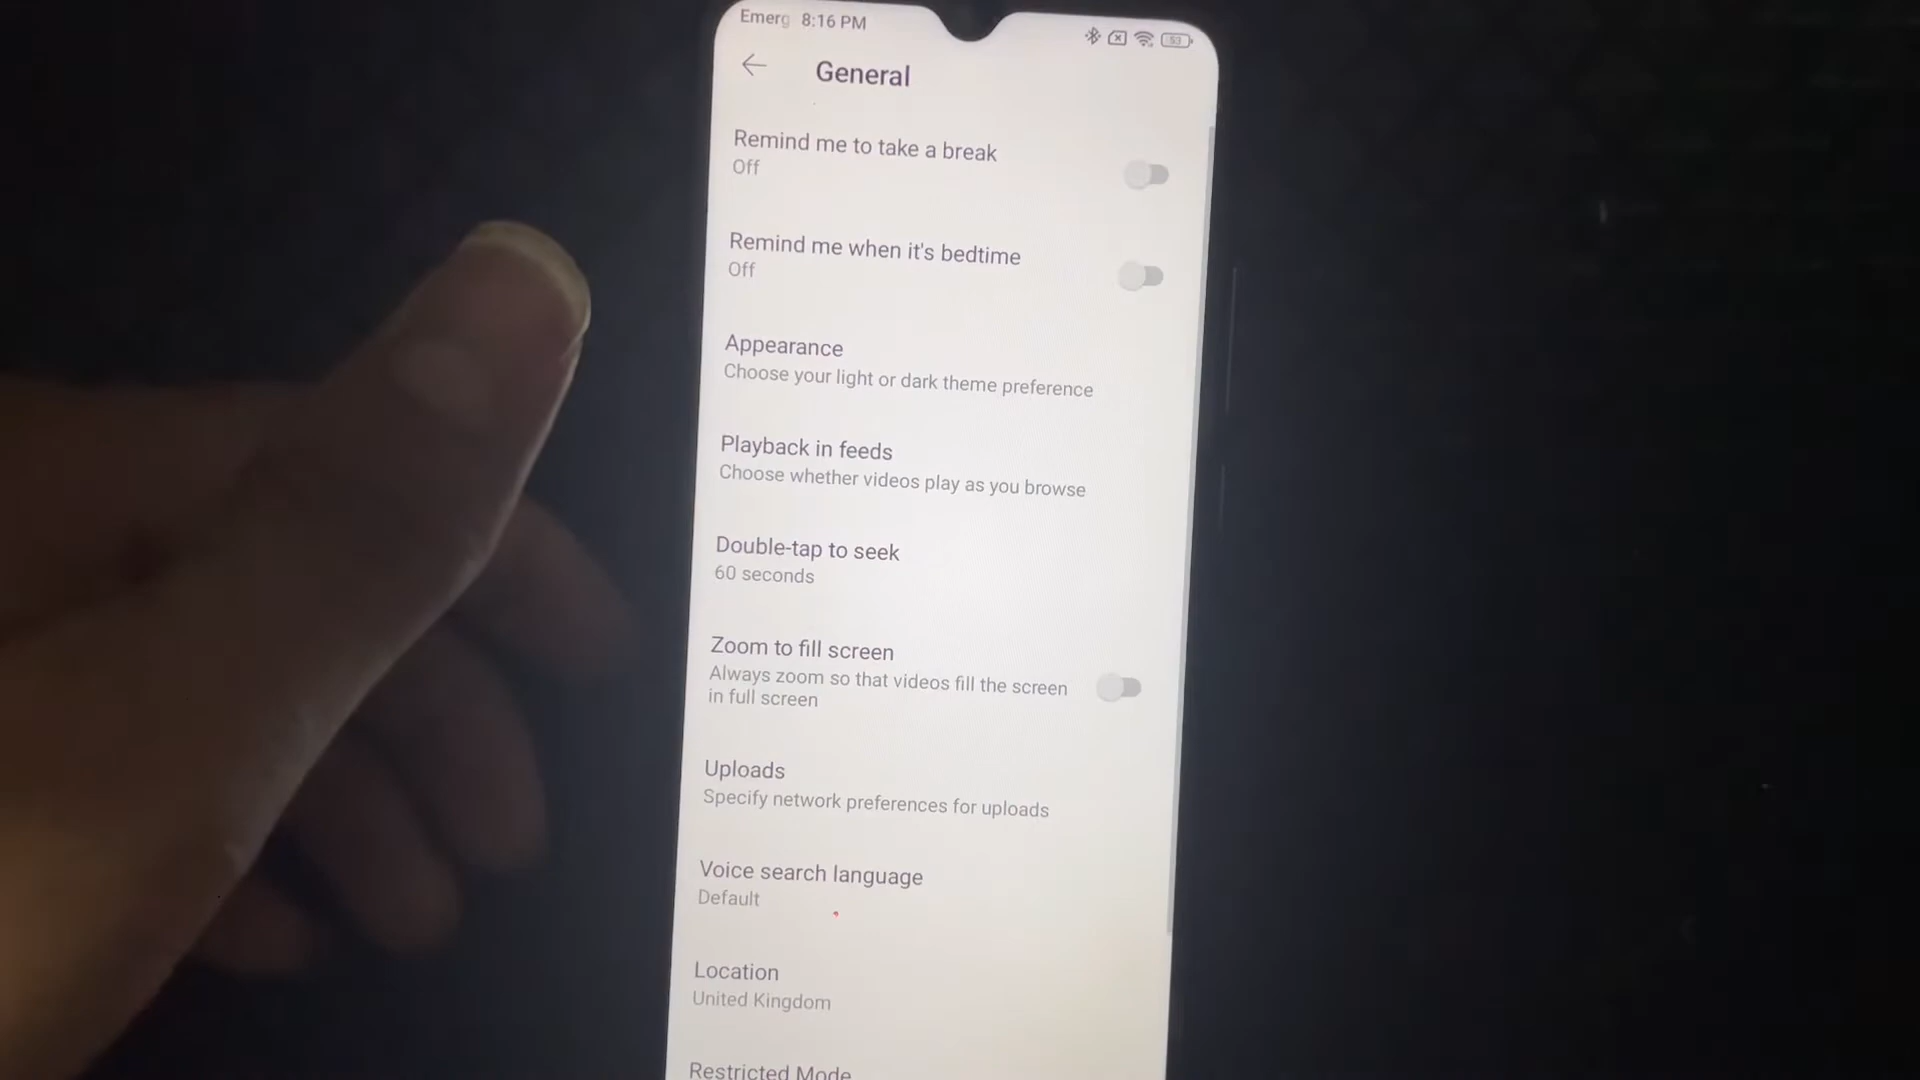 Emerg 8:16 PM
53
General
Remind me to take a break
Off
Remind me when it's bedtime
Off
Appearance
Choose your light or dark theme preference
Playback in feeds
Choose whether videos play as you browse
Double-tap to seek
60 seconds
Zoom to fill screen
Always zoom so that videos fill the screen
in full screen
Uploads
Specify network preferences for uploads
Voice search language
Default
Location
United Kingdom
Restricted Mode